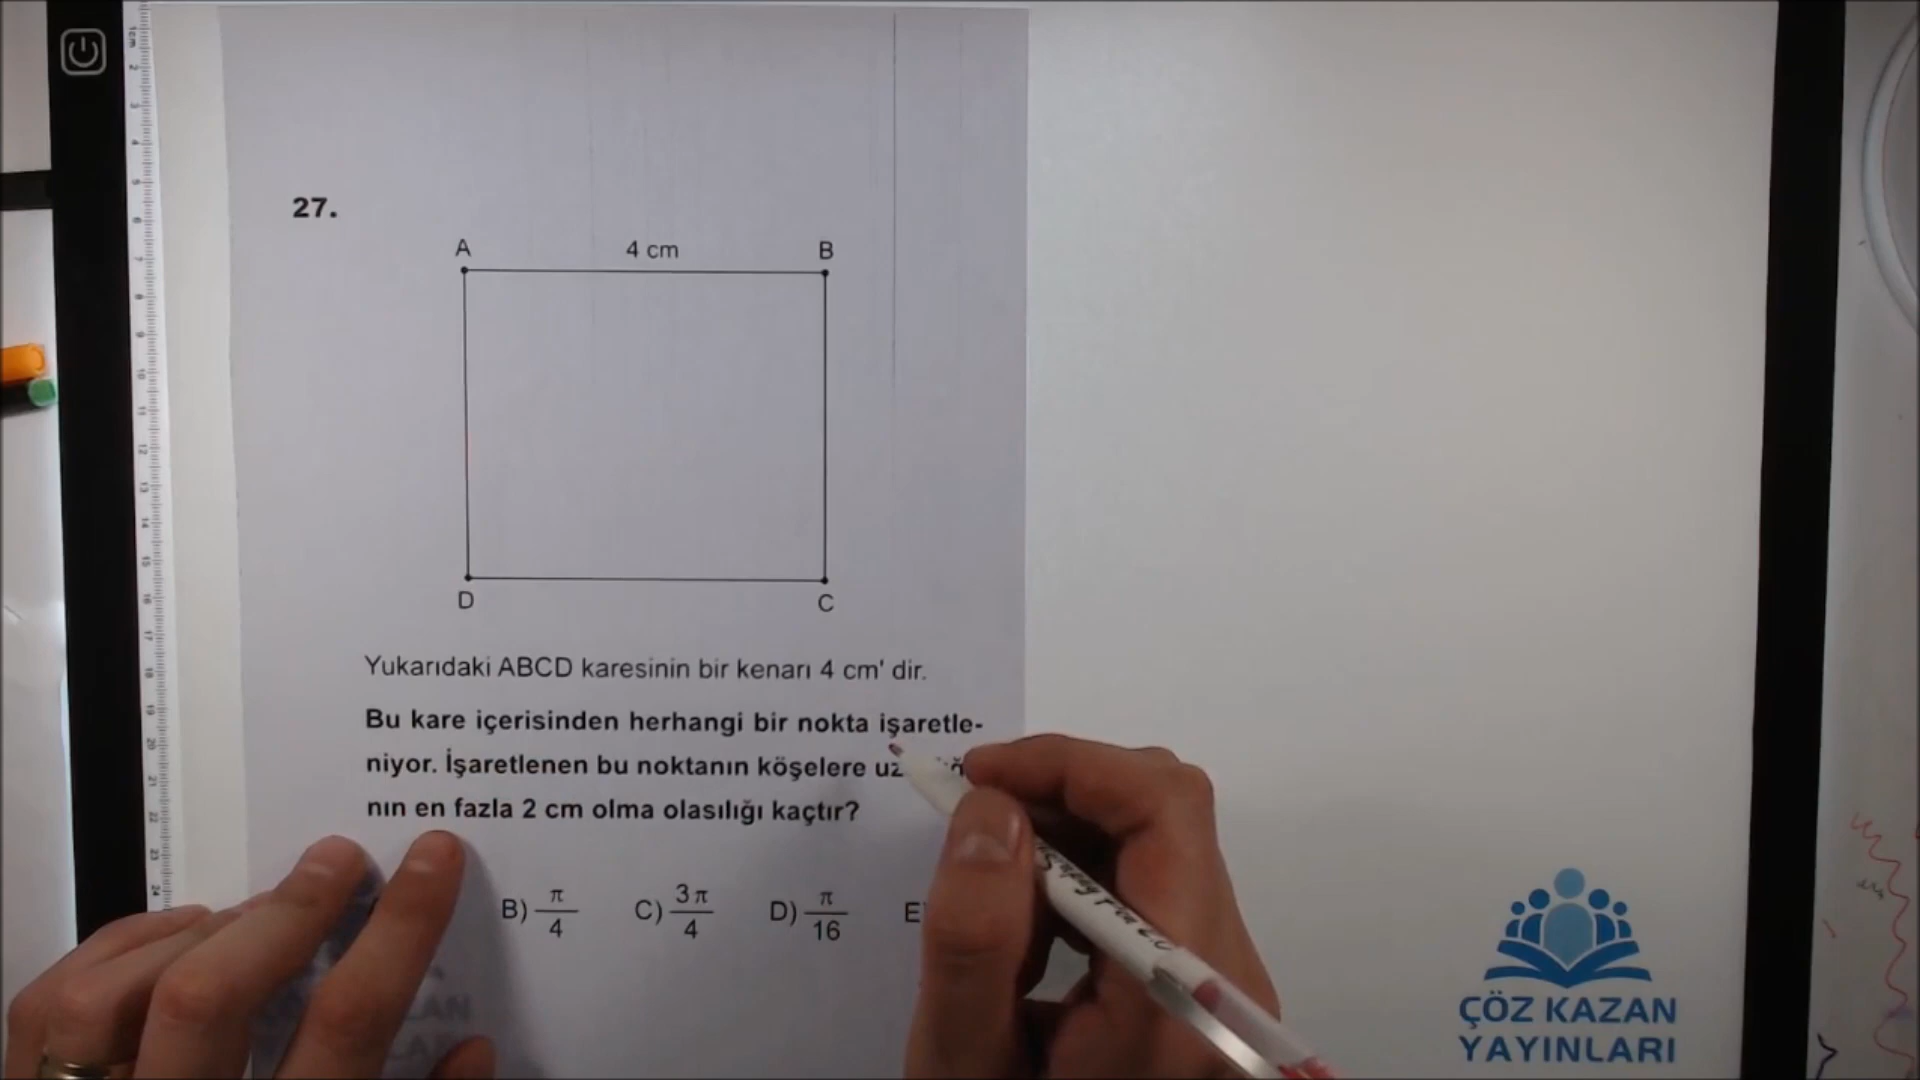 27.
A 4 cm B
D C
Yukarıdaki ABCD karesinin bir kenarı 4 cm' dir.
Bu kare içerisinden herhangi bir nokta işaretle-
niyor. İşaretlenen bu noktanın köşelere
nın en fazla 2 cm olma olasılığı kaçtır?
B) π/4 C) 3π/4 D) π/16 E)
ÇÖZ KAZAN
YAYINLARI